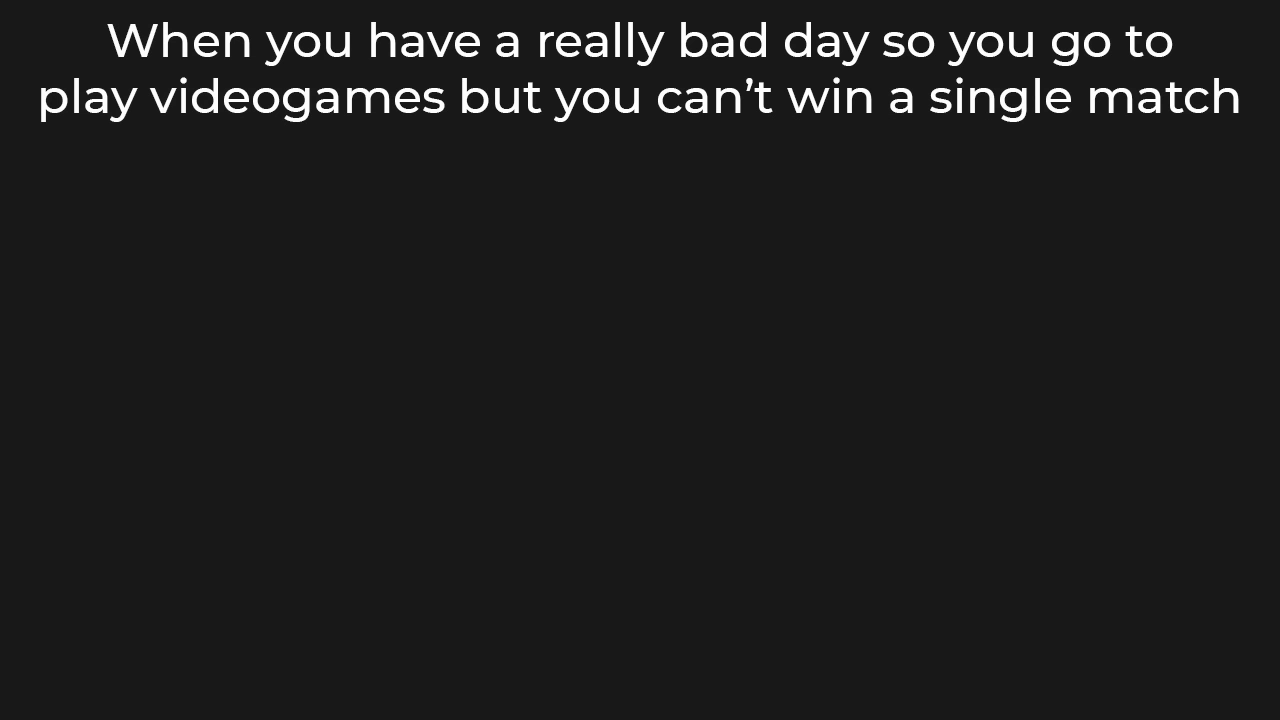 When you have a really bad day so you go to
play videogames but you can’t win a single match